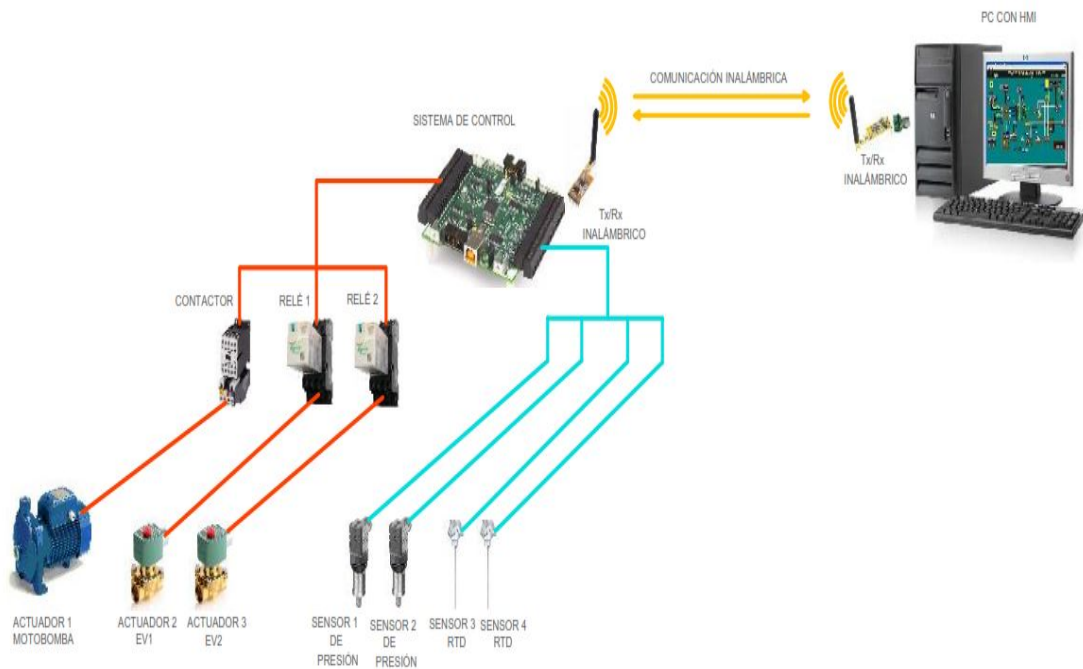 PC CON HMI
COMUNICACIÓN INALÁMBRICA
SISTEMA DE CONTROL
Tx/Rx
INALÁMBRICO
Tx/Rx
INALÁMBRICO
CONTACTOR
RELÉ 1
RELÉ 2
ACTUADOR 1
MOTOBOMBA
ACTUADOR 2
EV1
ACTUADOR 3
EV2
SENSOR 1
DE
PRESIÓN
SENSOR 2
DE
PRESIÓN
SENSOR 3
RTD
SENSOR 4
RTD